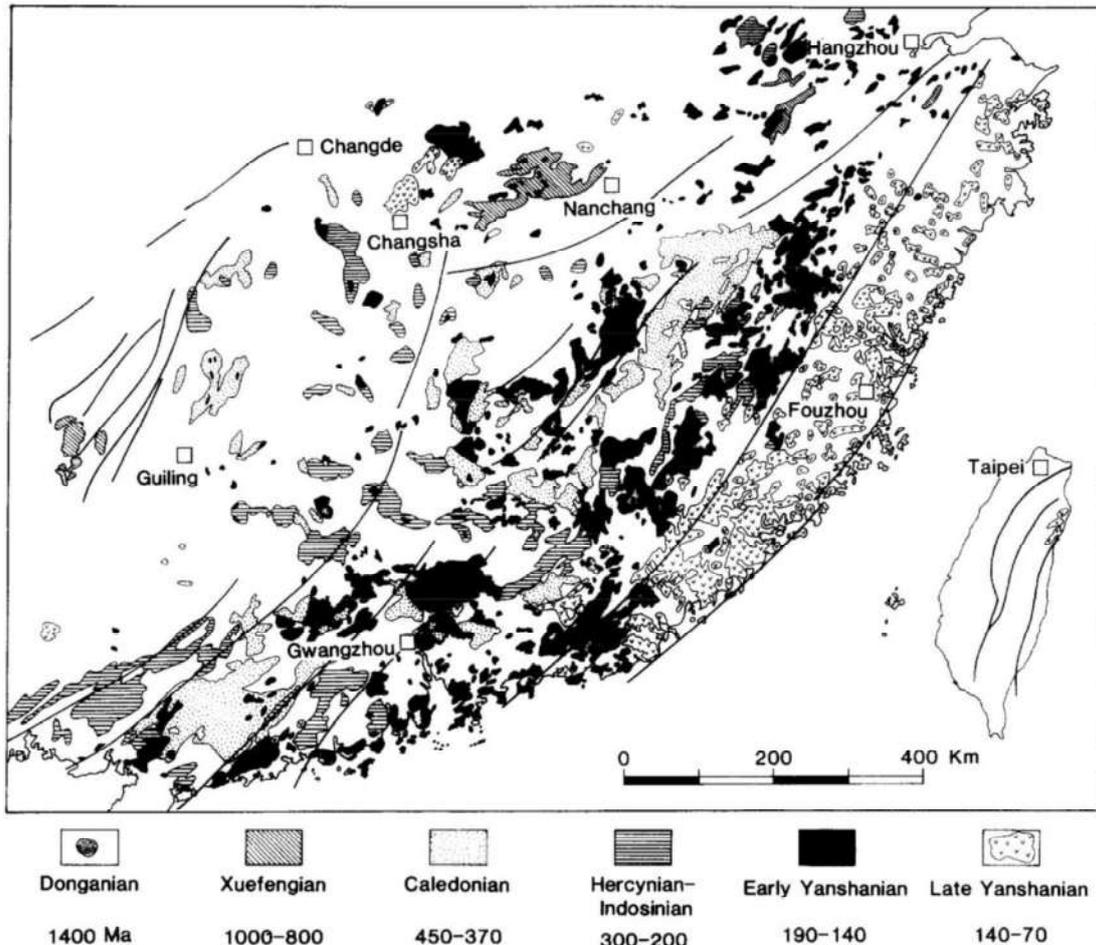 Hangzhou
Changde
Nanchang
Changsha
Fouzhou
Guiling
Taipei
Gwangzhou
0 200 400 Km
Donganian Xuefengian Caledonian Hercynian- Early Yanshanian Late Yanshanian
Indosinian
1400 Ma 1000-800 450-370 300-200 190-140 140-70